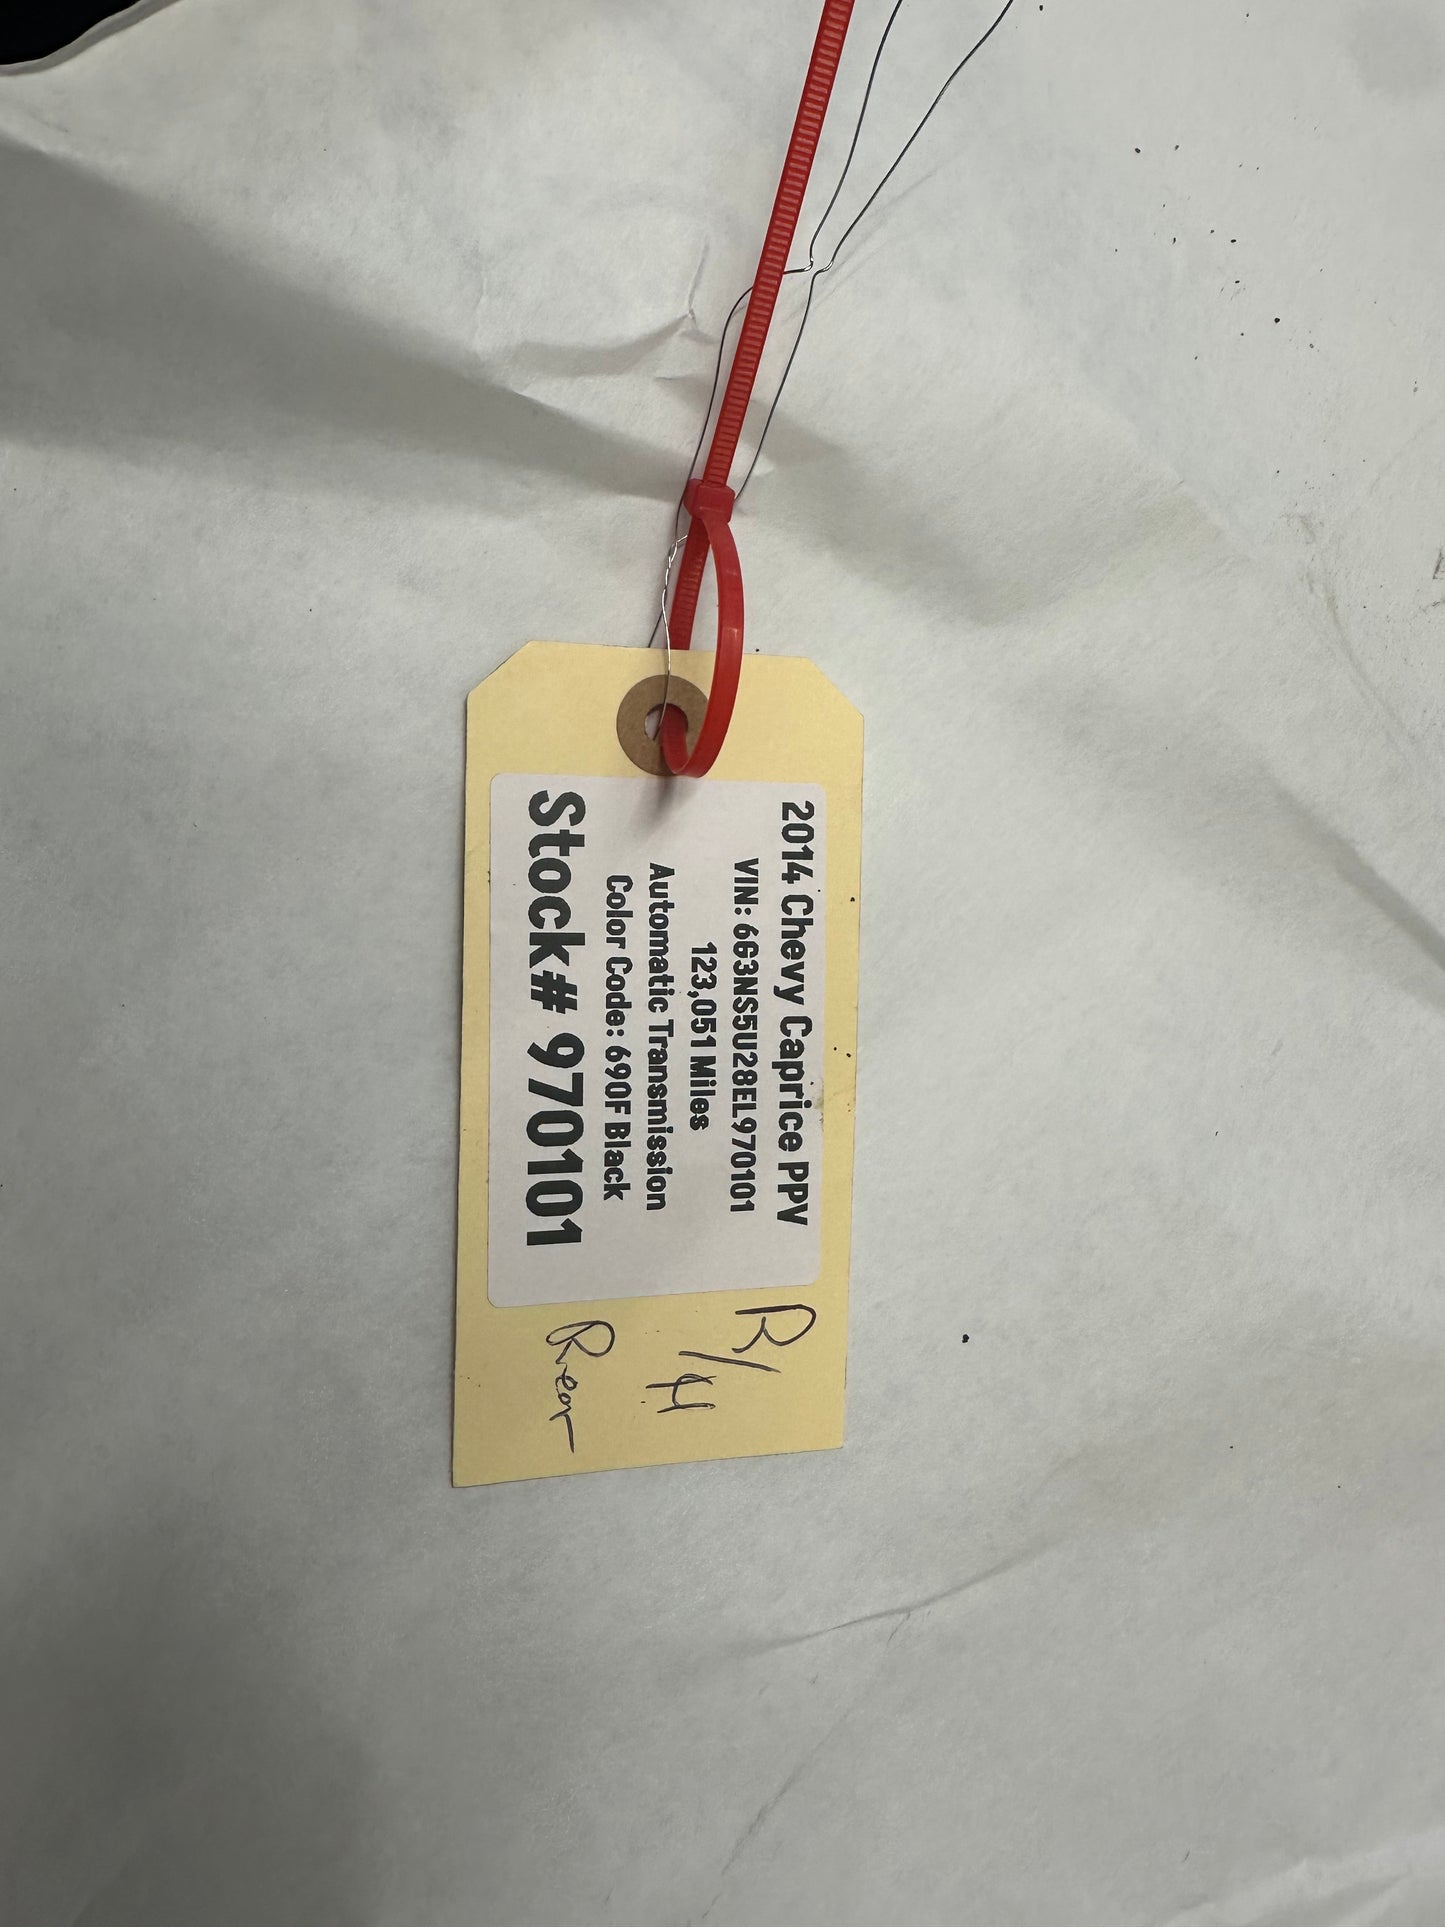 2014 Chevy Caprice PPV
VIN: 6G3NS5U28EL970101
123,051 Miles
Automatic Transmission
Color Code: 690F Black
Stock# 970101
R/H
Rear